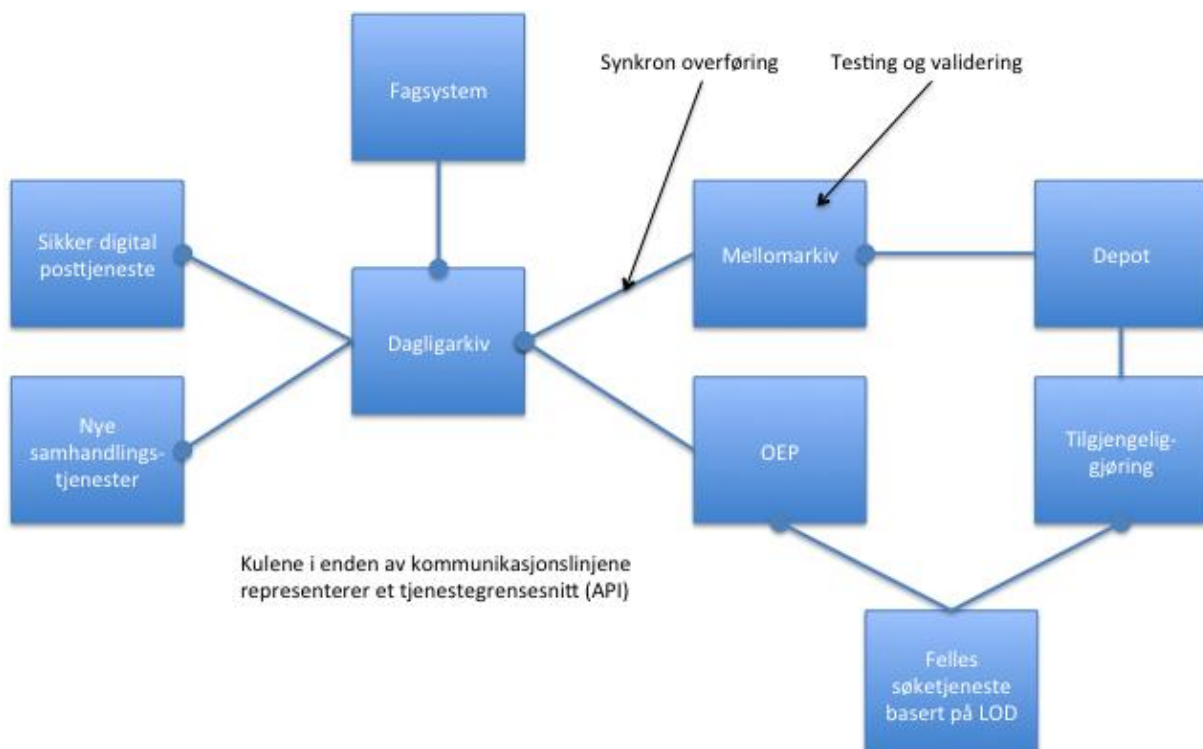 Fagsystem
Synkron overføring
Testing og validering
Sikker digital
posttjeneste
Mellomarkiv
Depot
Dagligarkiv
Nye
samhandlings-
tjenester
OEP
Tilgjengelig-
gjøring
Kulene i enden av kommunikasjonslinjene
representerer et tjenestegrensesnitt (API)
Felles
søketjeneste
basert på LOD